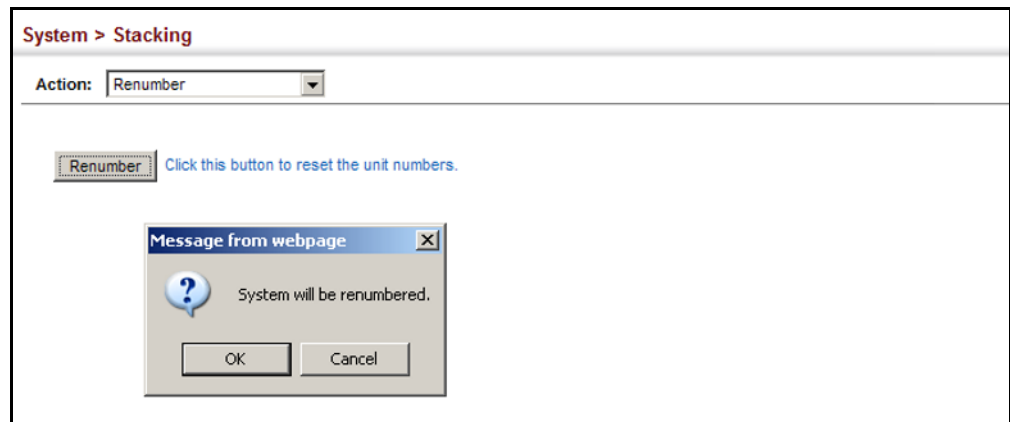 System > Stacking
Action: Renumber
Renumber Click this button to reset the unit numbers.
Message from webpage
System will be renumbered.
OK Cancel